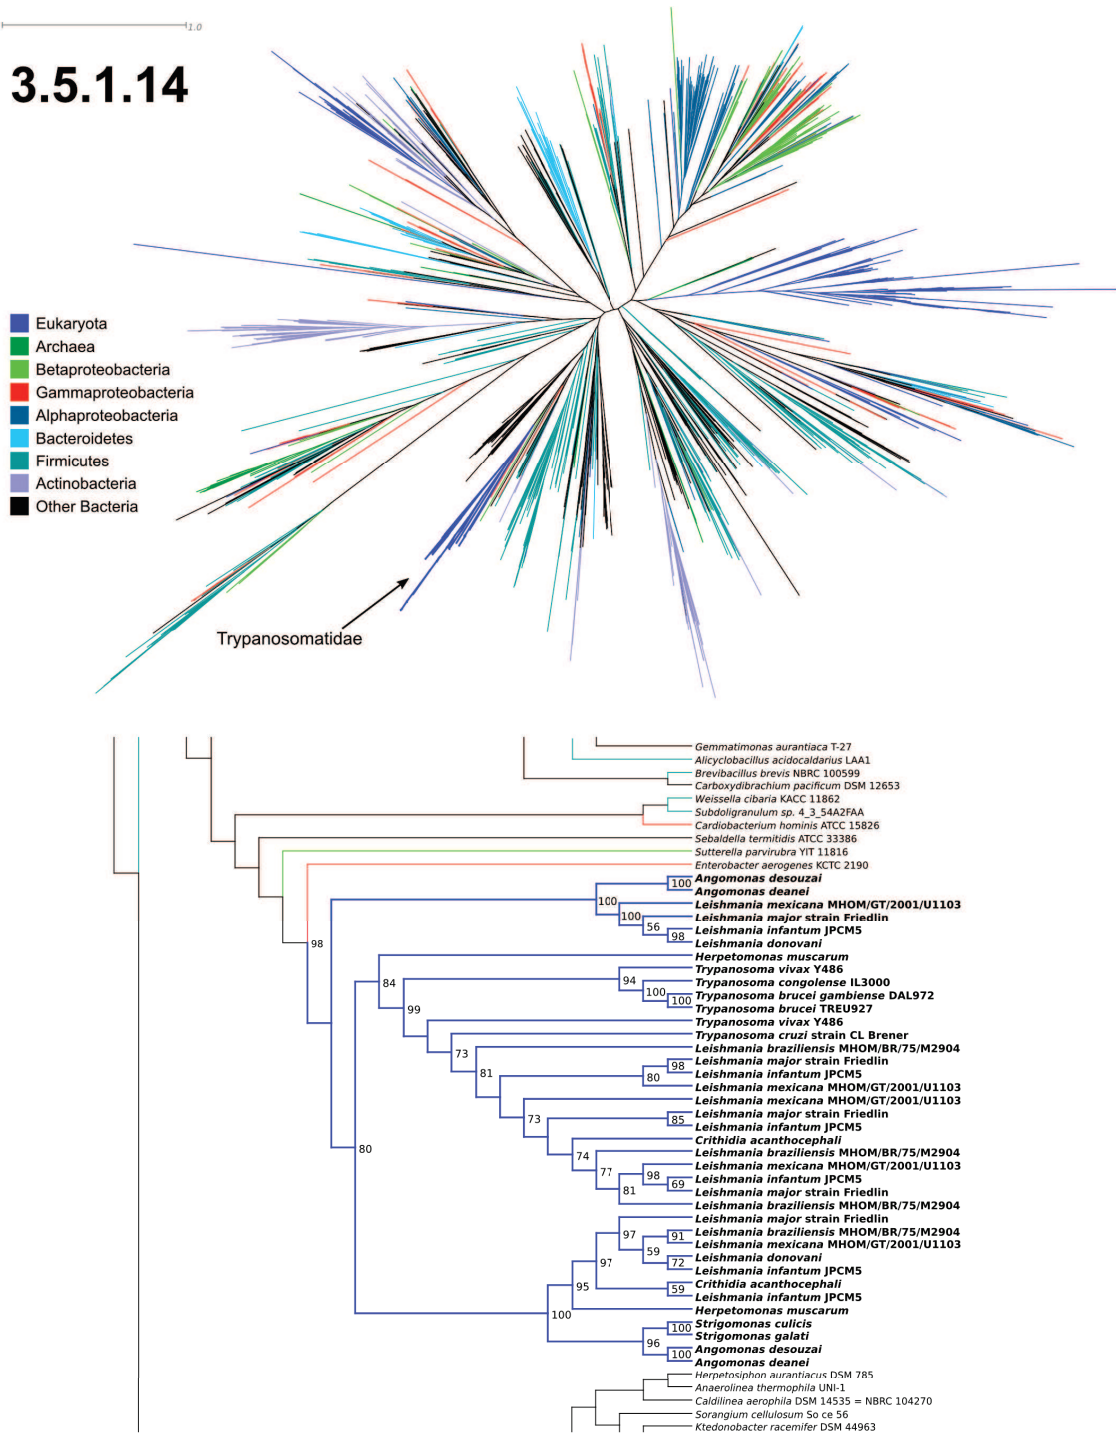 1.0
3.5.1.14
Eukaryota
Archaea
Betaproteobacteria
Gammaproteobacteria
Alphaproteobacteria
Bacteroidetes
Firmicutes
Actinobacteria
Other Bacteria
Trypanosomatidae
Gemmatimonas aurantiaca T-27
Alicyclobacillus acidocaldarius LAA1
Brevibacillus brevis NBRC 100599
Carboxydibrachium pacificum DSM 12653
Weissella cibaria KACC 11862
Subdoligranulum sp. 4_3_54A2FAA
Cardiobacterium hominis ATCC 15826
Sebaldella termitidis ATCC 33386
Sutterella parvirubra YIT 11816
Enterobacter aerogenes KCTC 2190
100 Angomonas desouzai
Angomonas deanei
100
Leishmania mexicana MHOM/GT/2001/U1103
100 Leishmania major strain Friedlin
56 Leishmania infantum JPCM5
98 Leishmania donovani
98
Herpetomonas muscarum
Trypanosoma vivax Y486
84
94 Trypanosoma congolense IL3000
100 Trypanosoma brucei gambiense DAL972
100 Trypanosoma brucei TREU927
99
Trypanosoma vivax Y486
Trypanosoma cruzi strain CL Brener
73 Leishmania braziliensis MHOM/BR/75/M2904
98 Leishmania major strain Friedlin
81 80 Leishmania infantum JPCM5
Leishmania mexicana MHOM/GT/2001/U1103
Leishmania mexicana MHOM/GT/2001/U1103
73 85 Leishmania major strain Friedlin
Leishmania infantum JPCM5
Crithidia acanthocephali
80 74 Leishmania braziliensis MHOM/BR/75/M2904
77 98 Leishmania mexicana MHOM/GT/2001/U1103
69 Leishmania infantum JPCM5
81 Leishmania major strain Friedlin
Leishmania braziliensis MHOM/BR/75/M2904
Leishmania major strain Friedlin
97 91 Leishmania braziliensis MHOM/BR/75/M2904
59 Leishmania mexicana MHOM/GT/2001/U1103
97 72 Leishmania donovani
Leishmania infantum JPCM5
95 59 Crithidia acanthocephali
Leishmania infantum JPCM5
100 Herpetomonas muscarum
100 Strigomonas culicis
Strigomonas galati
96
100 Angomonas desouzai
Angomonas deanei
Herpetosiphon aurantiacus DSM 785
Anaerolinea thermophila UNI-1
Caldilinea aerophila DSM 14535 = NBRC 104270
Sorangium cellulosum So ce 56
Ktedonobacter racemifer DSM 44963